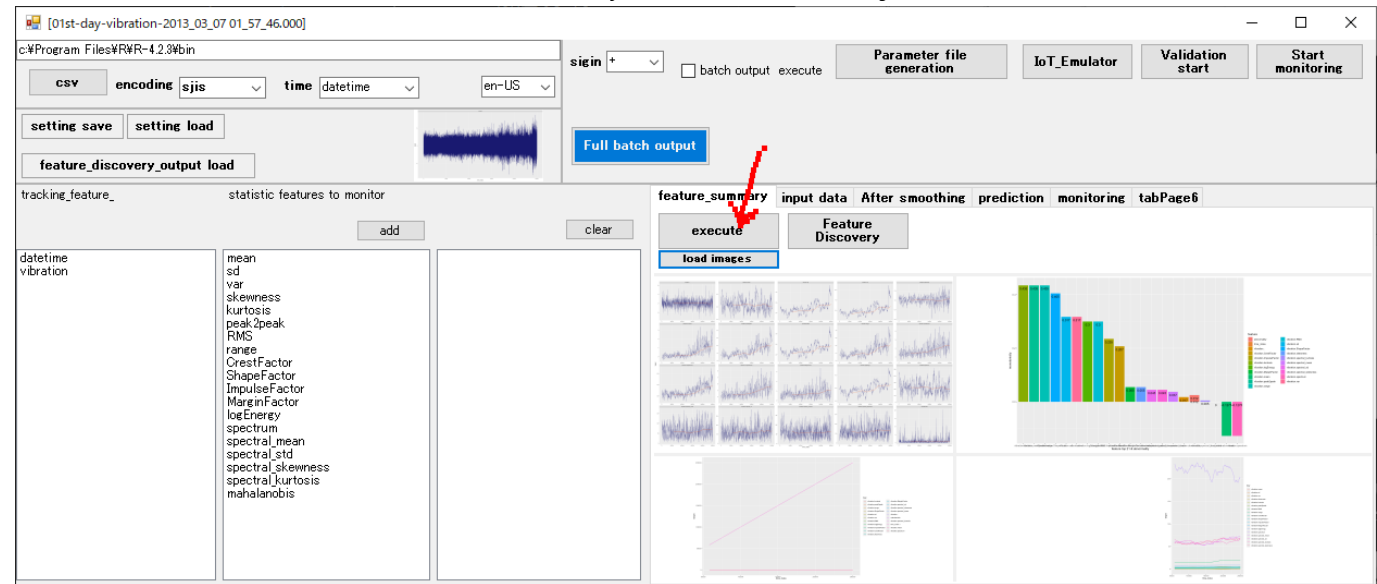 [01st-day-vibration-2013_03_07 01_57_46.000]
c:¥Program Files¥R¥R-4.2.3¥bin
csv
encoding sjis
time datetime
en-US
sigin +
batch output execute
Parameter file generation
IoT_Emulator
Validation start
Start monitoring
setting save
setting load
feature_discovery_output load
Full batch output
tracking_feature_
statistic features to monitor
add
clear
datetime
vibration
mean
sd
var
skewness
kurtosis
peak2peak
RMS
range
CrestFactor
ShapeFactor
ImpulseFactor
MarginFactor
logEnergy
spectrum
spectral_mean
spectral_std
spectral_skewness
spectral_kurtosis
mahalanobis
feature_summary
input data
After smoothing
prediction
monitoring
tabPage6
execute
Feature Discovery
load images